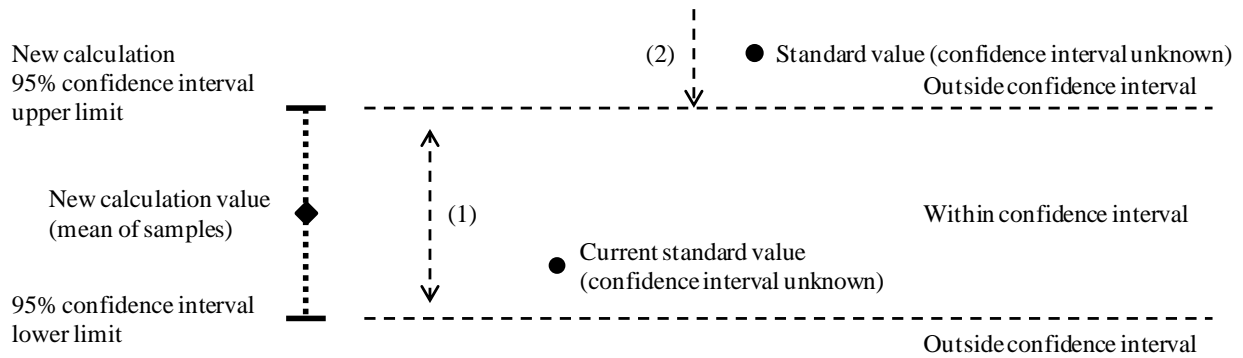 New calculation
95% confidence interval
upper limit
(2)
Standard value (confidence interval unknown)
Outside confidence interval
New calculation value
(mean of samples)
(1)
Within confidence interval
Current standard value
(confidence interval unknown)
95% confidence interval
lower limit
Outside confidence interval